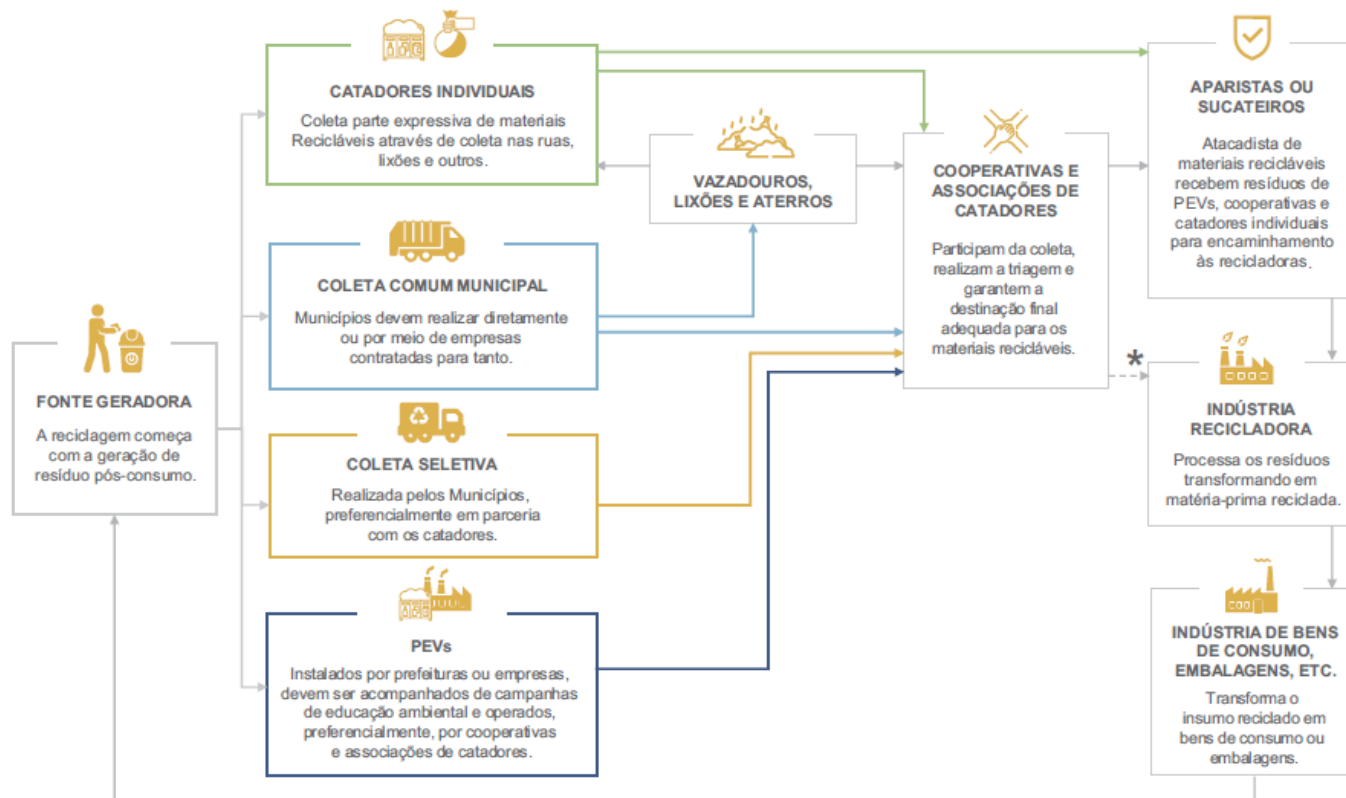 FONTE GERADORA
A reciclagem começa
com a geração de
resíduo pós-consumo.
CATADORES INDIVIDUAIS
Coleta parte expressiva de materiais
Recicláveis através de coleta nas ruas,
lixões e outros.
COLETA COMUM MUNICIPAL
Municípios devem realizar diretamente
ou por meio de empresas
contratadas para tanto.
COLETA SELETIVA
Realizada pelos Municípios,
preferencialmente em parceria
com os catadores.
PEVs
Instalados por prefeituras ou empresas,
devem ser acompanhados de campanhas
de educação ambiental e operados,
preferencialmente, por cooperativas
e associações de catadores.
VAZADOUROS,
LIXÕES E ATERROS
COOPERATIVAS E
ASSOCIAÇÕES DE
CATADORES
Participam da coleta,
realizam a triagem e
garantem a
destinação final
adequada para os
materiais recicláveis.
*
APARISTAS OU
SUCATEIROS
Atacadista de
materiais recicláveis
recebem resíduos de
PEVs, cooperativas e
catadores individuais
para encaminhamento
às recicladoras.
INDÚSTRIA
RECICLADORA
Processa os resíduos
transformando em
matéria-prima reciclada.
INDÚSTRIA DE BENS
DE CONSUMO,
EMBALAGENS, ETC.
Transforma o
insumo reciclado em
bens de consumo ou
embalagens.